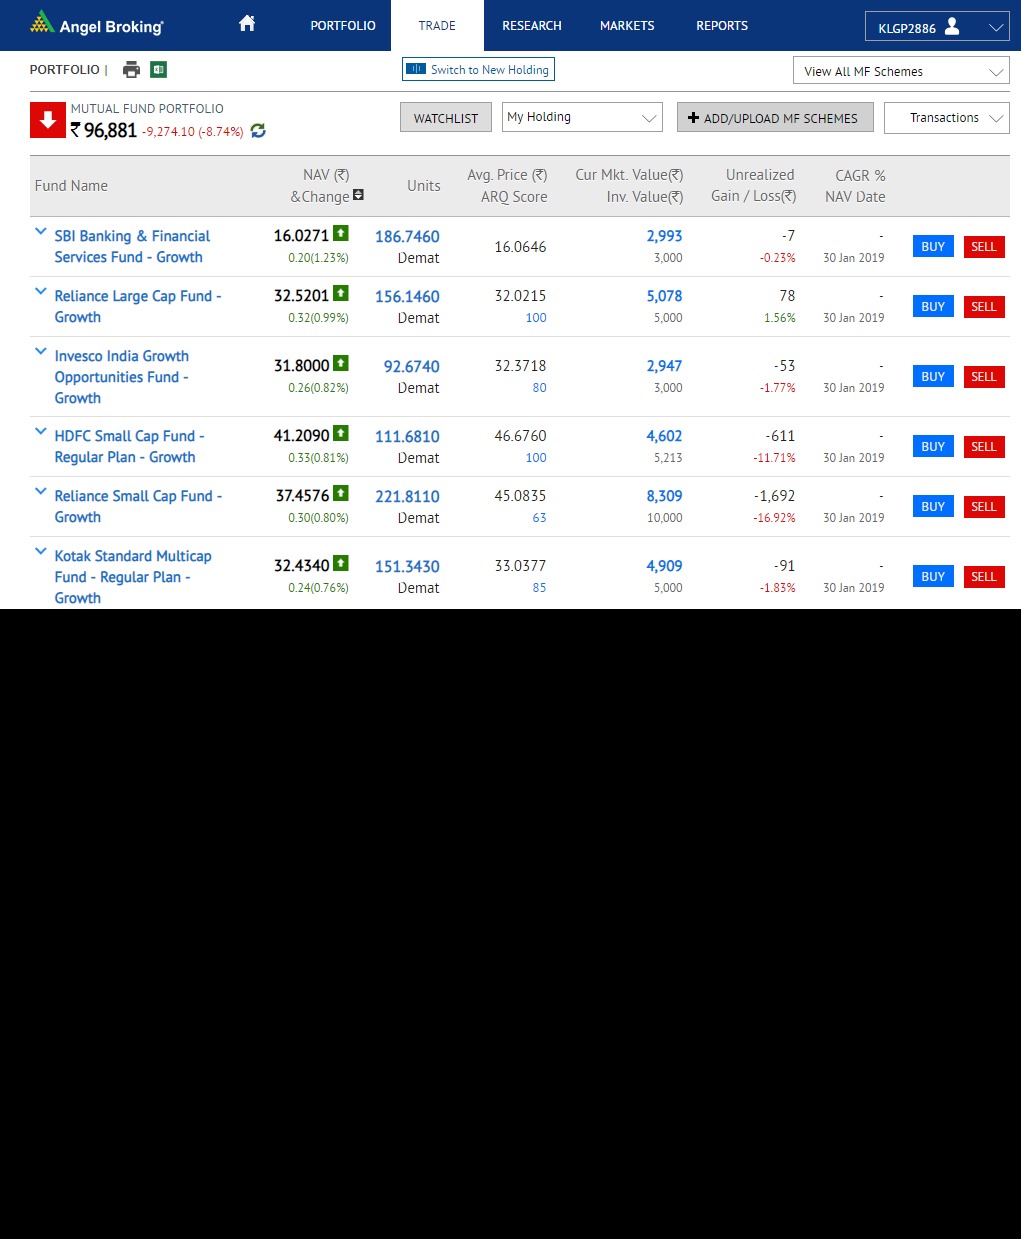 Angel Broking
PORTFOLIO TRADE RESEARCH MARKETS REPORTS KLGP2886
PORTFOLIO | Switch to New Holding View All MF Schemes
MUTUAL FUND PORTFOLIO
₹ 96,881 -9,274.10 (-8.74%) WATCHLIST My Holding + ADD/UPLOAD MF SCHEMES Transactions
Fund Name NAV (₹) &Change Units Avg. Price (₹) ARQ Score Cur Mkt. Value(₹) Inv. Value(₹) Unrealized Gain / Loss(₹) CAGR % NAV Date
SBI Banking & Financial 16.0271 186.7460 16.0646 2,993 -7 - BUY SELL
Services Fund - Growth 0.20(1.23%) Demat 3,000 -0.23% 30 Jan 2019
Reliance Large Cap Fund - 32.5201 156.1460 32.0215 5,078 78 - BUY SELL
Growth 0.32(0.99%) Demat 100 5,000 1.56% 30 Jan 2019
Invesco India Growth
Opportunities Fund - 31.8000 92.6740 32.3718 2,947 -53 - BUY SELL
Growth 0.26(0.82%) Demat 80 3,000 -1.77% 30 Jan 2019
HDFC Small Cap Fund - 41.2090 111.6810 46.6760 4,602 -611 - BUY SELL
Regular Plan - Growth 0.33(0.81%) Demat 100 5,213 -11.71% 30 Jan 2019
Reliance Small Cap Fund - 37.4576 221.8110 45.0835 8,309 -1,692 - BUY SELL
Growth 0.30(0.80%) Demat 63 10,000 -16.92% 30 Jan 2019
Kotak Standard Multicap
Fund - Regular Plan - 32.4340 151.3430 33.0377 4,909 -91 - BUY SELL
Growth 0.24(0.76%) Demat 85 5,000 -1.83% 30 Jan 2019